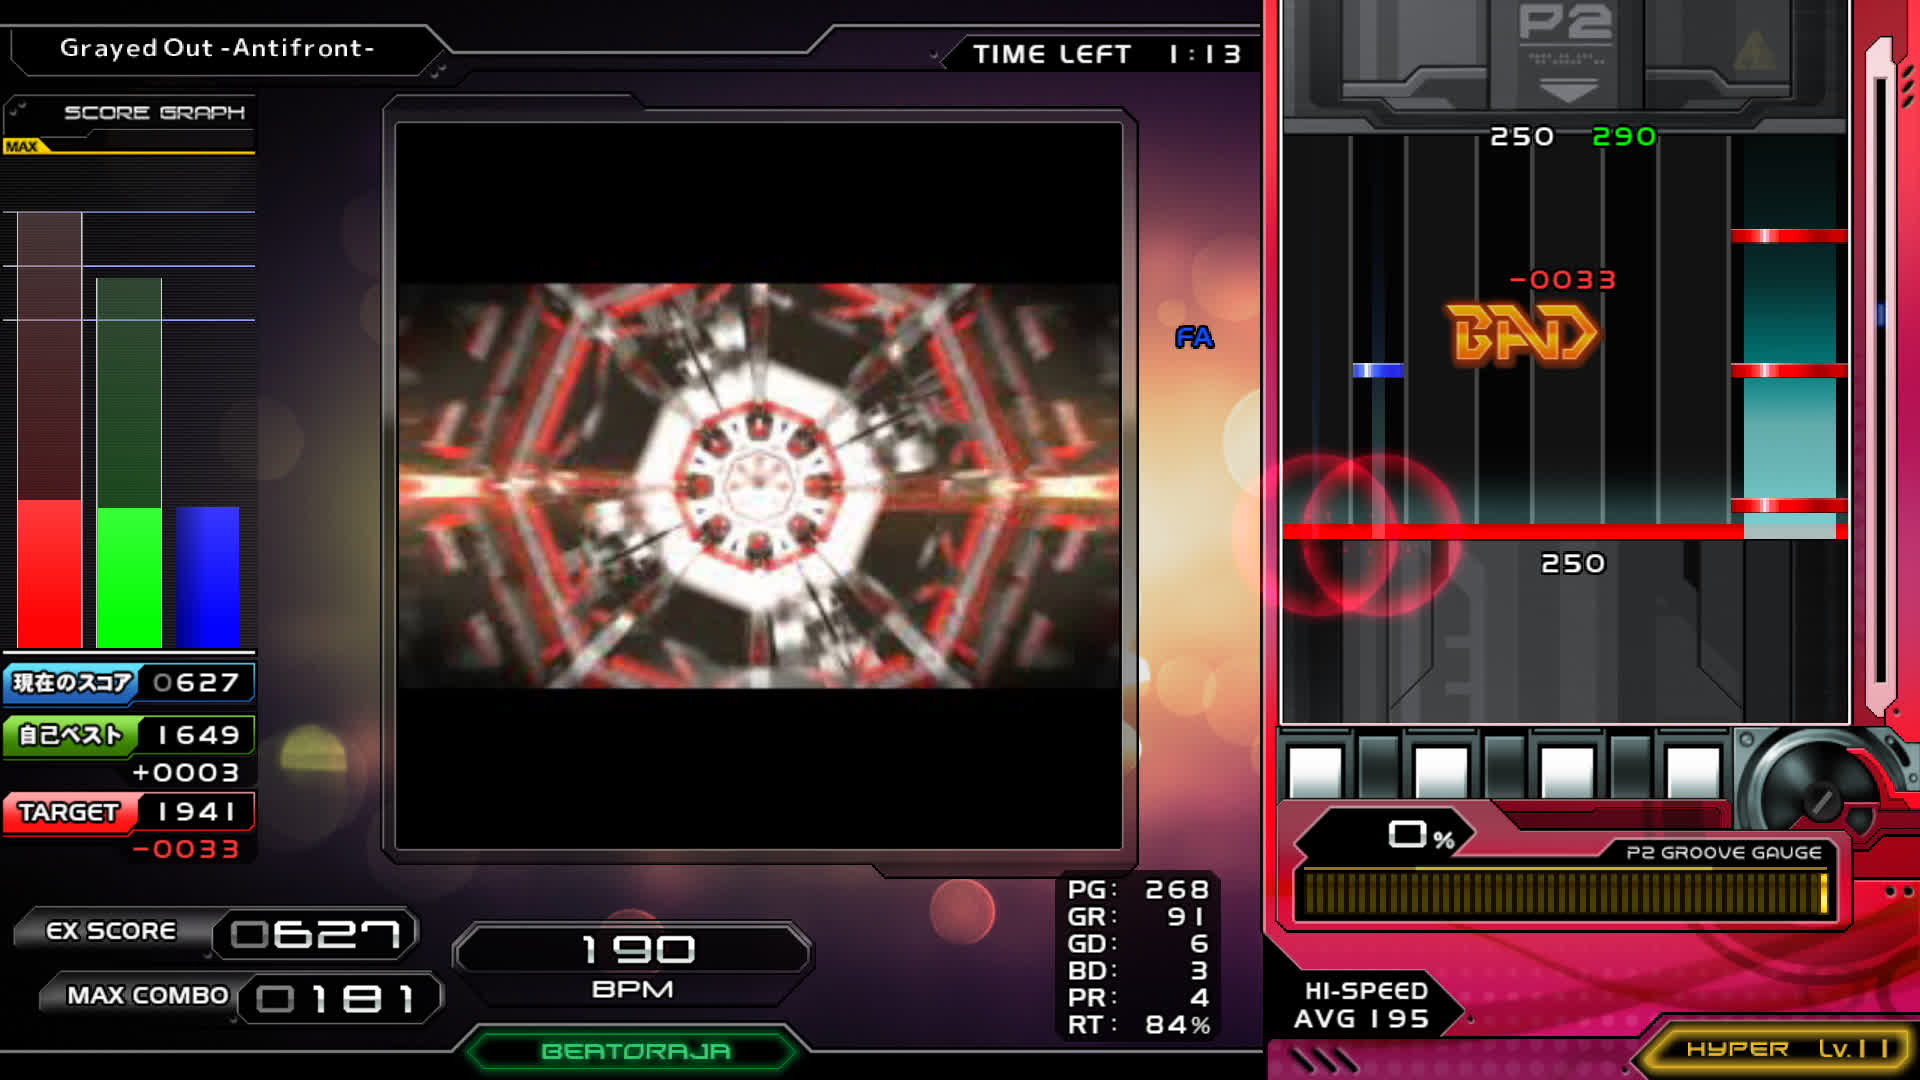 Grayed Out -Antifront-
TIME LEFT 1:13
SCORE GRAPH
MAX
P2
250 290
-0033
BAD
FA
250
現在のスコア 0627
自己ベスト 1649
+0003
TARGET 1941
-0033
0%
P2 GROOVE GAUGE
EX SCORE 0627
MAX COMBO 0181
190
BPM
BEATORAJA
PG: 268
GR: 91
GD: 6
BD: 3
PR: 4
RT: 84%
HI-SPEED
AVG 195
HYPER Lv.11